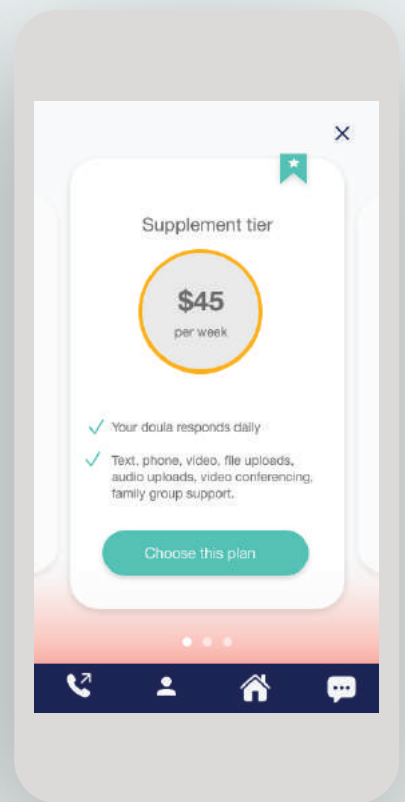 Supplement tier
$45
per week
Your doula responds daily
Text, phone, video, file uploads,
audio uploads, video conferencing,
family group support.
Choose this plan